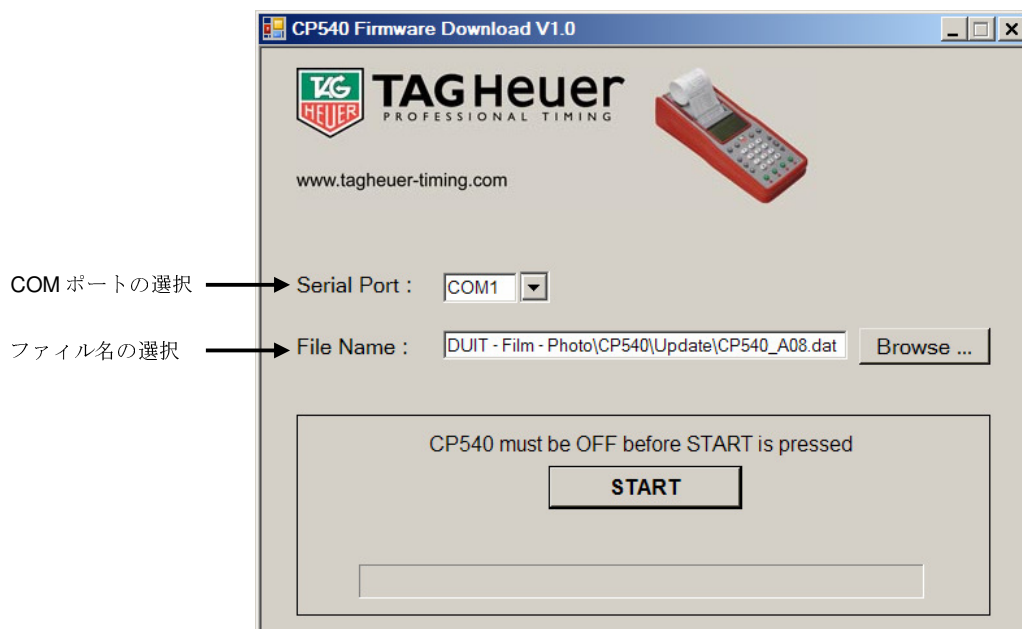 CP540 Firmware Download V1.0
TAG
HEUER
TAGHeuer
PROFESSIONAL TIMING
www.tagheuer-timing.com
COM ポートの選択
Serial Port :
COM1
ファイル名の選択
File Name :
DUIT - Film - Photo\CP540\Update\CP540_A08.dat
Browse ...
CP540 must be OFF before START is pressed
START